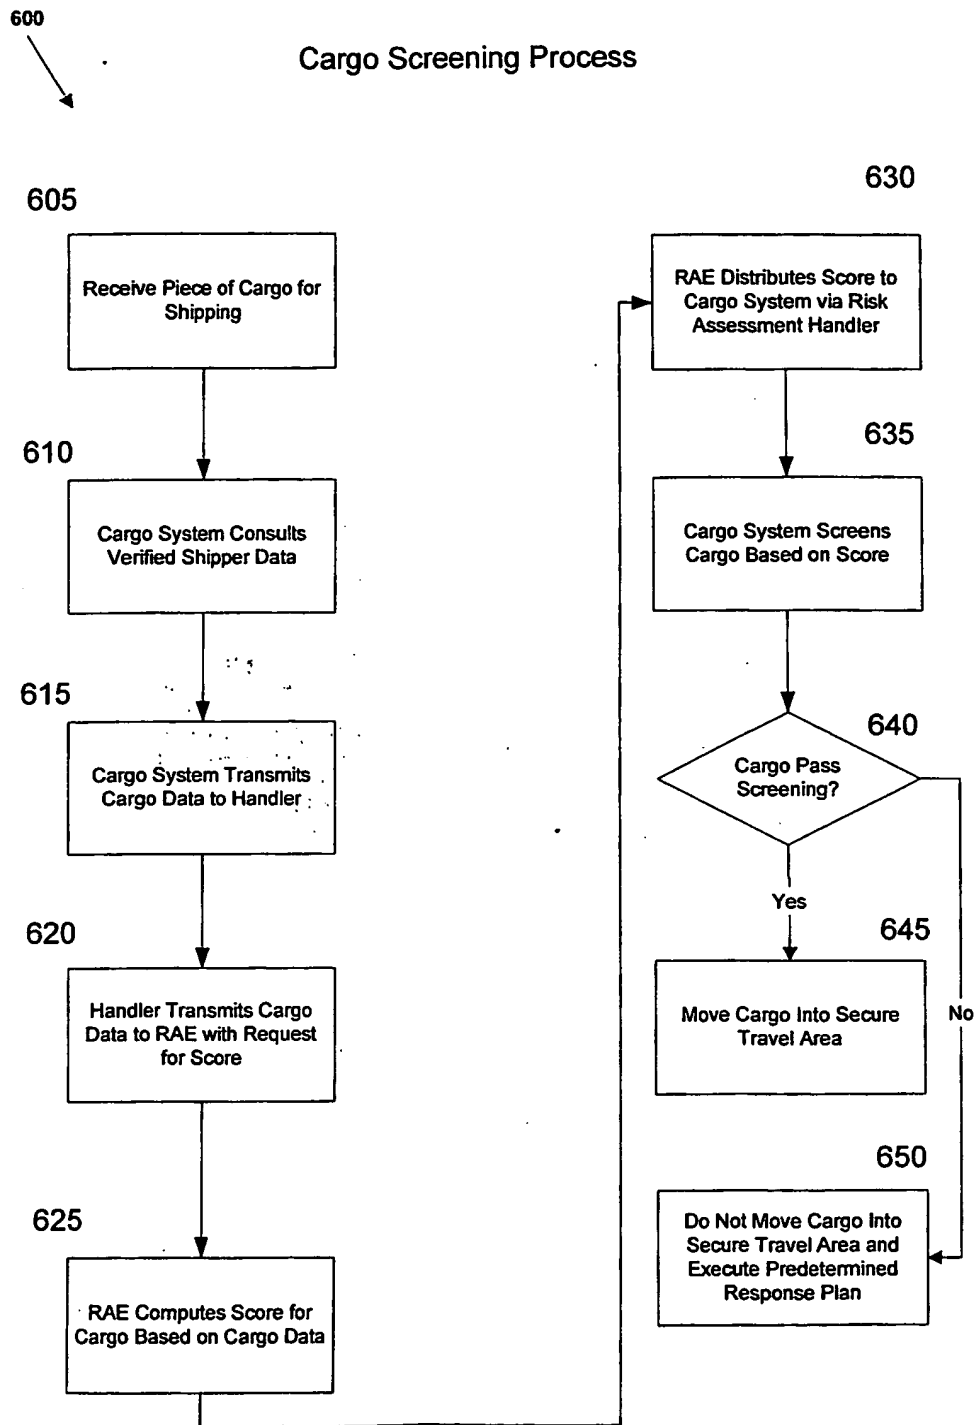 600
Cargo Screening Process
605
Receive Piece of Cargo for
Shipping
610
Cargo System Consults
Verified Shipper Data
615
Cargo System Transmits
Cargo Data to Handler
620
Handler Transmits Cargo
Data to RAE with Request
for Score
625
RAE Computes Score for
Cargo Based on Cargo Data
630
RAE Distributes Score to
Cargo System via Risk
Assessment Handler
635
Cargo System Screens
Cargo Based on Score
640
Cargo Pass
Screening?
Yes
No
645
Move Cargo Into Secure
Travel Area
650
Do Not Move Cargo Into
Secure Travel Area and
Execute Predetermined
Response Plan